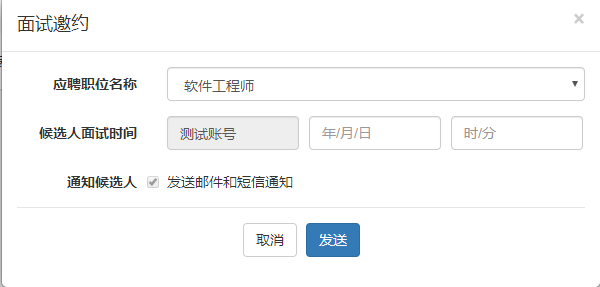 面试邀约 ×
应聘职位名称 软件工程师
候选人面试时间 测试账号 年/月/日 时/分
通知候选人 发送邮件和短信通知
取消 发送